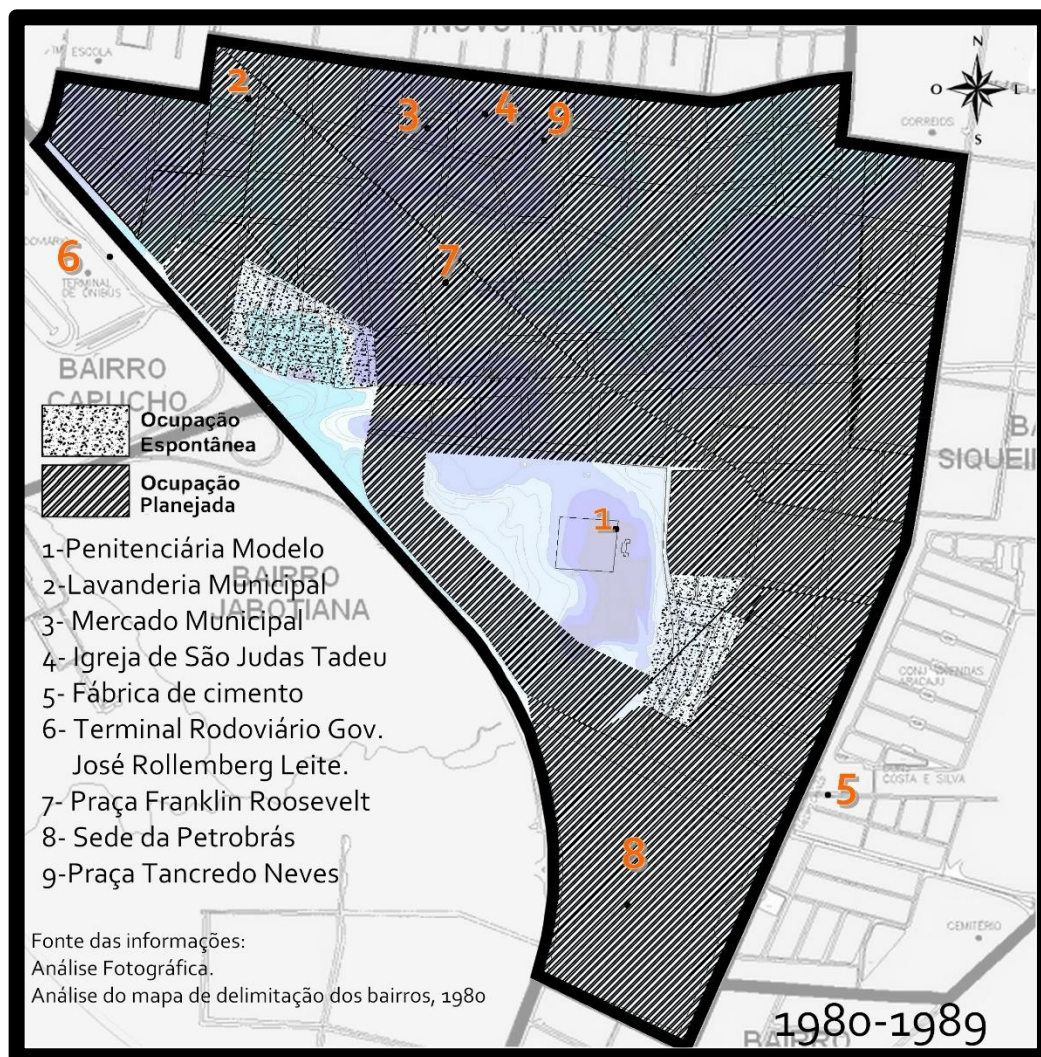 NOVO PARAISO
ESCOLA
N
O
L
S
CORREIOS
2
3
4
9
6
7
TERMINAL
DE ÔNIBUS
BAIRRO
CAPUCHO
Ocupação
Espontânea
Ocupação
Planejada
1
1-Penitenciária Modelo
2-Lavanderia Municipal
BAIRRO
JABOTIANA
3- Mercado Municipal
4- Igreja de São Judas Tadeu
5- Fábrica de cimento
6- Terminal Rodoviário Gov.
José Rollemberg Leite.
7- Praça Franklin Roosevelt
8- Sede da Petrobrás
9-Praça Tancredo Neves
COSTA E SILVA
5
8
CEMITÉRIO
Fonte das informações:
Análise Fotográfica.
Análise do mapa de delimitação dos bairros, 1980
1980-1989
BAIRRO